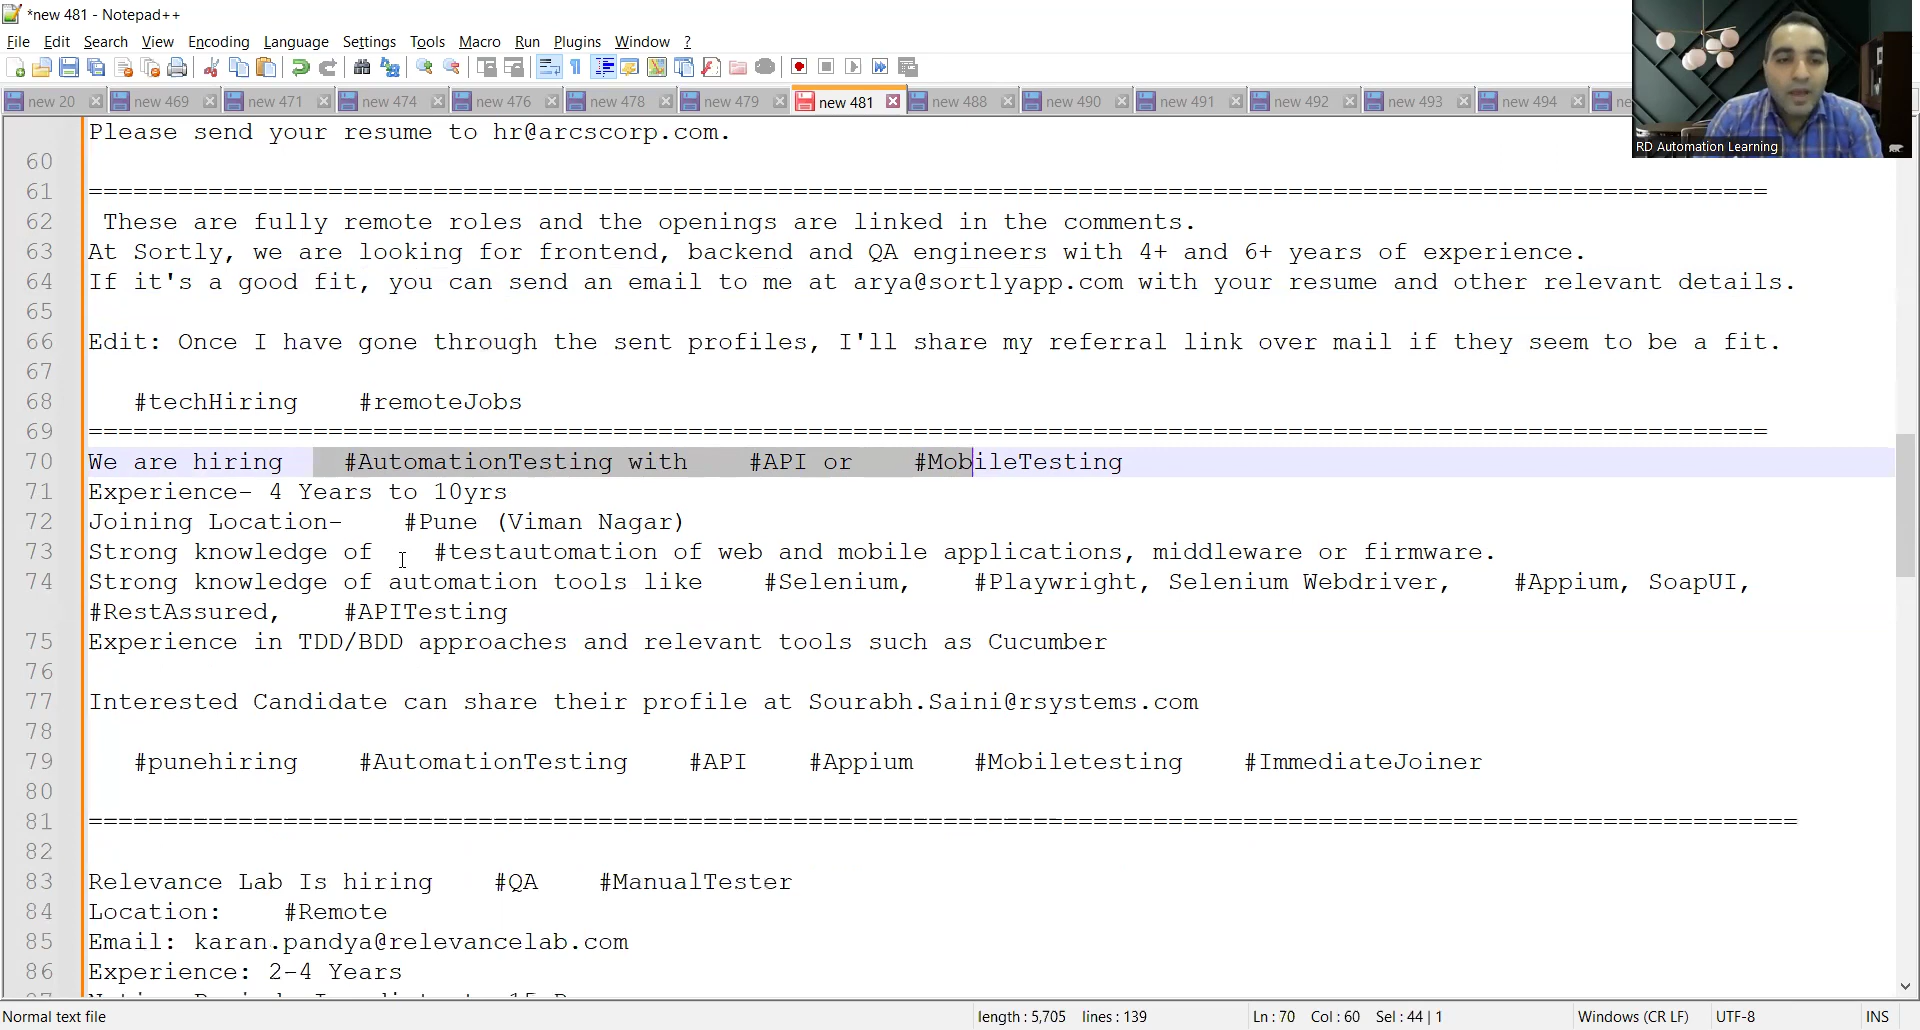 *new 481 - Notepad++
File Edit Search View Encoding Language Settings Tools Macro Run Plugins Window ?
new 20 new 469 new 471 new 474 new 476 new 478 new 479 new 481 new 488 new 490 new 491 new 492 new 493 new 494
RD Automation Learning
Please send your resume to hr@arcscorp.com.
60
61 ================================================================================================================
62 These are fully remote roles and the openings are linked in the comments.
63 At Sortly, we are looking for frontend, backend and QA engineers with 4+ and 6+ years of experience.
64 If it's a good fit, you can send an email to me at arya@sortlyapp.com with your resume and other relevant details.
65
66 Edit: Once I have gone through the sent profiles, I'll share my referral link over mail if they seem to be a fit.
67
68 #techHiring #remoteJobs
69 ================================================================================================================
70 We are hiring #AutomationTesting with #API or #MobileTesting
71 Experience- 4 Years to 10yrs
72 Joining Location- #Pune (Viman Nagar)
73 Strong knowledge of #testautomation of web and mobile applications, middleware or firmware.
74 Strong knowledge of automation tools like #Selenium, #Playwright, Selenium Webdriver, #Appium, SoapUI,
#RestAssured, #APITesting
75 Experience in TDD/BDD approaches and relevant tools such as Cucumber
76
77 Interested Candidate can share their profile at Sourabh.Saini@rsystems.com
78
79 #punehiring #AutomationTesting #API #Appium #Mobiletesting #ImmediateJoiner
80
81 ==================================================================================================================
82
83 Relevance Lab Is hiring #QA #ManualTester
84 Location: #Remote
85 Email: karan.pandya@relevancelab.com
86 Experience: 2-4 Years
Normal text file length : 5,705 lines : 139 Ln : 70 Col : 60 Sel : 44 | 1 Windows (CR LF) UTF-8 INS